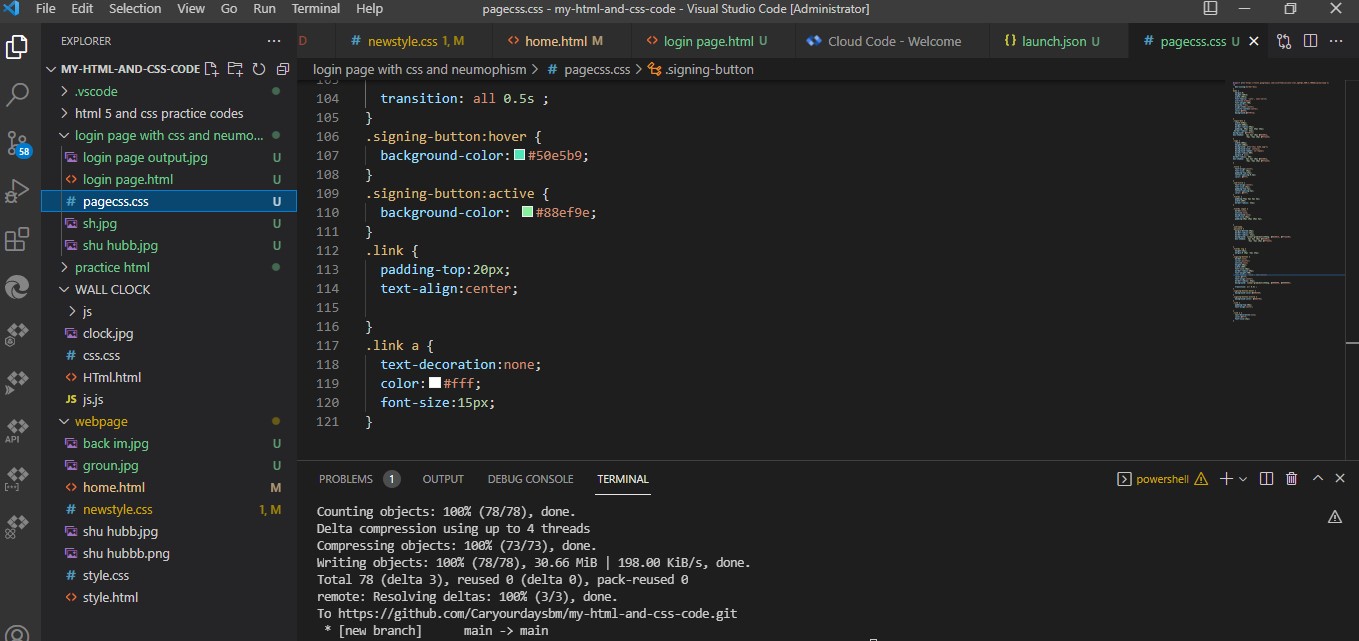 File Edit Selection View Go Run Terminal Help pagecss.css - my-html-and-css-code - Visual Studio Code [Administrator]
EXPLORER ··· D # newstyle.css 1, M <> home.html M <> login page.html U Cloud Code - Welcome {} launch.json U # pagecss.css U
MY-HTML-AND-CSS-CODE
login page with css and neumophism > # pagecss.css > .signing-button
.vscode
html 5 and css practice codes
login page with css and neumo...
login page output.jpg U
<> login page.html U
# pagecss.css U
sh.jpg U
shu hubb.jpg U
practice html
WALL CLOCK
js
clock.jpg
# css.css
<> HTml.html
JS js.js
webpage
back im.jpg U
groun.jpg U
<> home.html M
# newstyle.css 1, M
shu hubb.jpg
shu hubbb.png
# style.css
<> style.html
58
API
103
104 transition: all 0.5s ;
105 }
106 .signing-button:hover {
107 background-color:#50e5b9;
108 }
109 .signing-button:active {
110 background-color: #88ef9e;
111 }
112 .link {
113 padding-top:20px;
114 text-align:center;
115
116 }
117 .link a {
118 text-decoration:none;
119 color:#fff;
120 font-size:15px;
121 }
PROBLEMS 1 OUTPUT DEBUG CONSOLE TERMINAL powershell
Counting objects: 100% (78/78), done.
Delta compression using up to 4 threads
Compressing objects: 100% (73/73), done.
Writing objects: 100% (78/78), 30.66 MiB | 198.00 KiB/s, done.
Total 78 (delta 3), reused 0 (delta 0), pack-reused 0
remote: Resolving deltas: 100% (3/3), done.
To https://github.com/Caryourdaysbm/my-html-and-css-code.git
* [new branch] main -> main